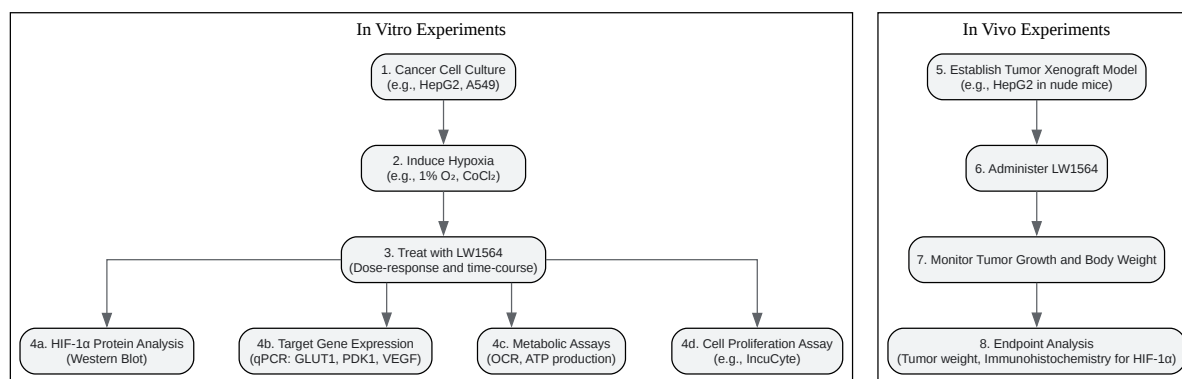 In Vitro Experiments
1. Cancer Cell Culture
(e.g., HepG2, A549)
2. Induce Hypoxia
(e.g., 1% O₂, CoCl₂)
3. Treat with LW1564
(Dose-response and time-course)
4a. HIF-1α Protein Analysis
(Western Blot)
4b. Target Gene Expression
(qPCR: GLUT1, PDK1, VEGF)
4c. Metabolic Assays
(OCR, ATP production)
4d. Cell Proliferation Assay
(e.g., IncuCyte)
In Vivo Experiments
5. Establish Tumor Xenograft Model
(e.g., HepG2 in nude mice)
6. Administer LW1564
7. Monitor Tumor Growth and Body Weight
8. Endpoint Analysis
(Tumor weight, Immunohistochemistry for HIF-1α)